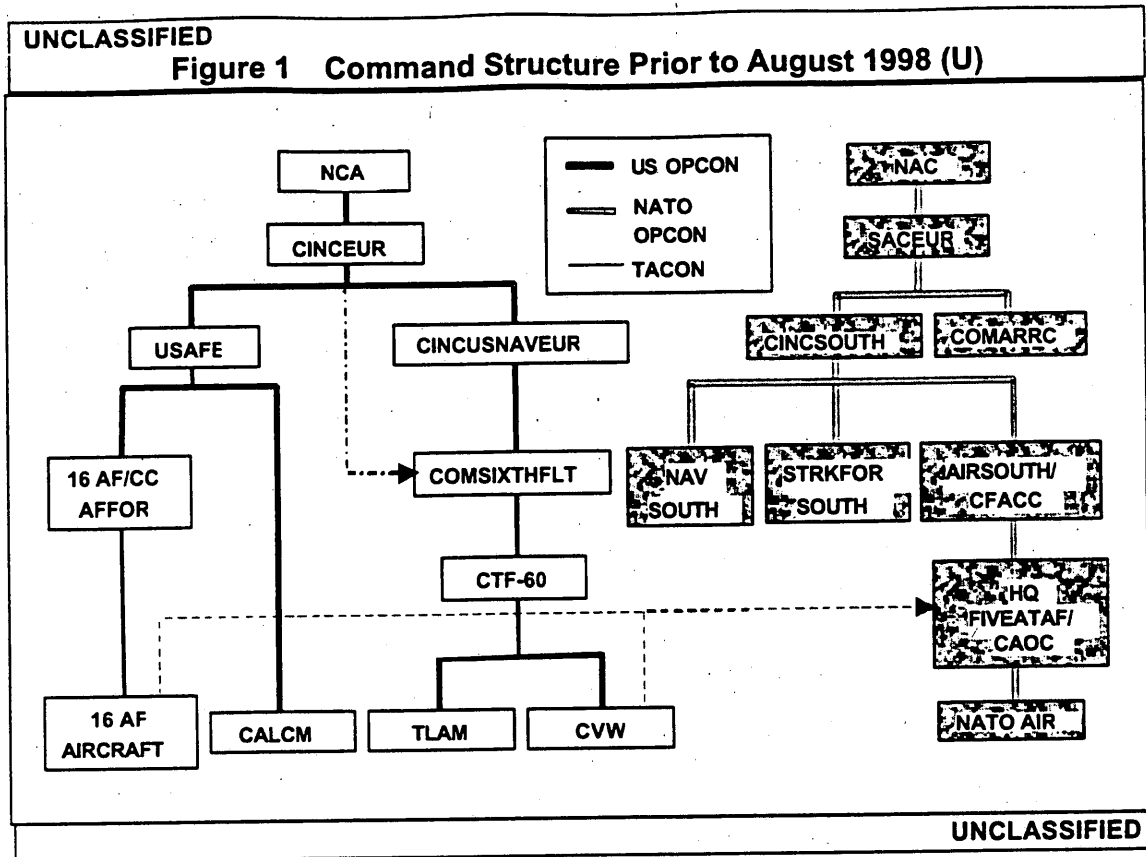 UNCLASSIFIED
Figure 1 Command Structure Prior to August 1998 (U)
NCA
CINCEUR
USAFE
CINCUSNAVEUR
16 AF/CC
AFFOR
COMSIXTHFLT
CTF-60
16 AF
AIRCRAFT
CALCM
TLAM
CVW
US OPCON
NATO
OPCON
TACON
NAC
SACEUR
CINCSOUTH
COMARRC
NAV
SOUTH
STRKFOR
SOUTH
AIRSOUTH/
CFACC
HQ
FIVEATAF/
CAOC
NATO AIR
UNCLASSIFIED